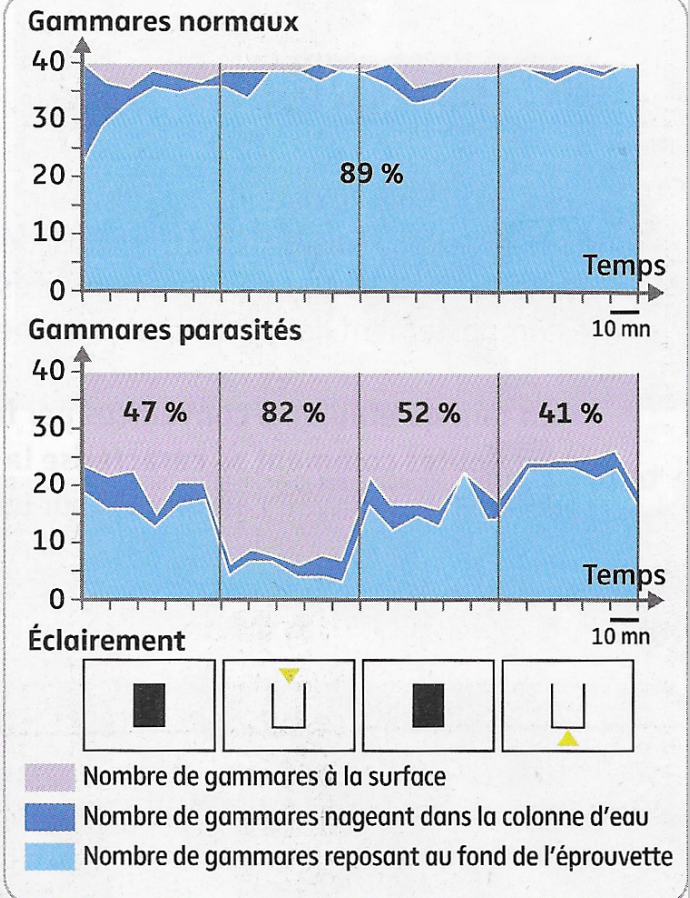 Gammares normaux
40
30
20
10
0
89 %
Temps
10 mn
Gammares parasités
40
30
20
10
0
47 % 82 % 52 % 41 %
Temps
10 mn
Éclairement
Nombre de gammares à la surface
Nombre de gammares nageant dans la colonne d'eau
Nombre de gammares reposant au fond de l'éprouvette